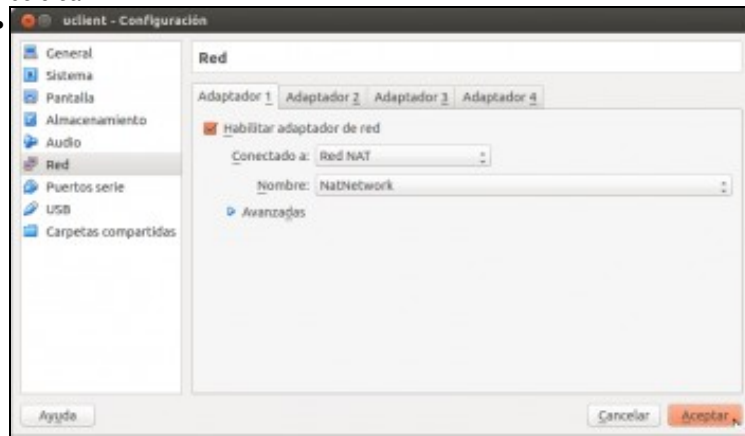 uclient - Configuración
General
Sistema
Pantalla
Almacenamiento
Audio
Red
Puertos serie
USB
Carpetas compartidas
Red
Adaptador 1 Adaptador 2 Adaptador 3 Adaptador 4
Habilitar adaptador de red
Conectado a: Red NAT
Nombre: NatNetwork
Avanzadas
Ayuda Cancelar Aceptar